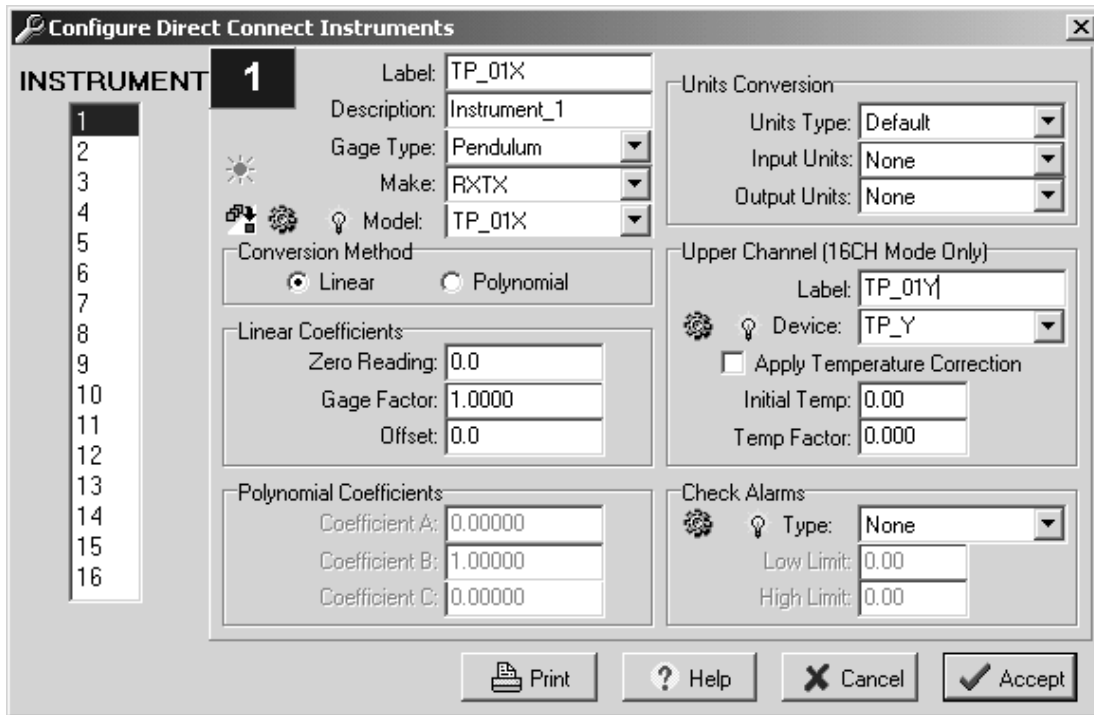 Configure Direct Connect Instruments
INSTRUMENT
1
2
3
4
5
6
7
8
9
10
11
12
13
14
15
16
1
Label: TP_01X
Description: Instrument_1
Gage Type: Pendulum
Make: RXTX
Model: TP_01X
Conversion Method
Linear Polynomial
Linear Coefficients
Zero Reading: 0.0
Gage Factor: 1.0000
Offset: 0.0
Polynomial Coefficients
Coefficient A: 0.00000
Coefficient B: 1.00000
Coefficient C: 0.00000
Units Conversion
Units Type: Default
Input Units: None
Output Units: None
Upper Channel (16CH Mode Only)
Label: TP_01Y
Device: TP_Y
Apply Temperature Correction
Initial Temp: 0.00
Temp Factor: 0.000
Check Alarms
Type: None
Low Limit: 0.00
High Limit: 0.00
Print ? Help Cancel Accept